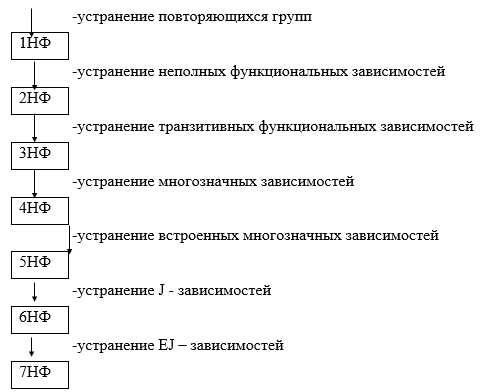 -устранение повторяющихся групп
1НФ
-устранение неполных функциональных зависимостей
2НФ
-устранение транзитивных функциональных зависимостей
3НФ
-устранение многозначных зависимостей
4НФ
-устранение встроенных многозначных зависимостей
5НФ
-устранение J - зависимостей
6НФ
-устранение EJ – зависимостей
7НФ